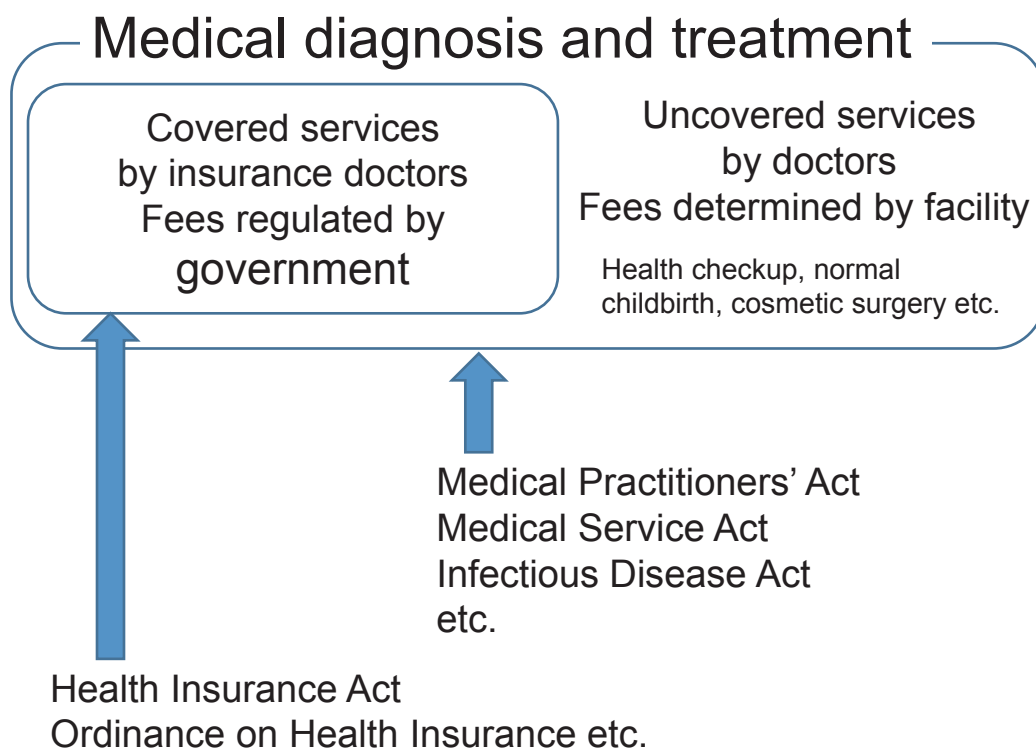 Medical diagnosis and treatment
Covered services
by insurance doctors
Fees regulated by
government
Uncovered services
by doctors
Fees determined by facility
Health checkup, normal
childbirth, cosmetic surgery etc.
Medical Practitioners’ Act
Medical Service Act
Infectious Disease Act
etc.
Health Insurance Act
Ordinance on Health Insurance etc.